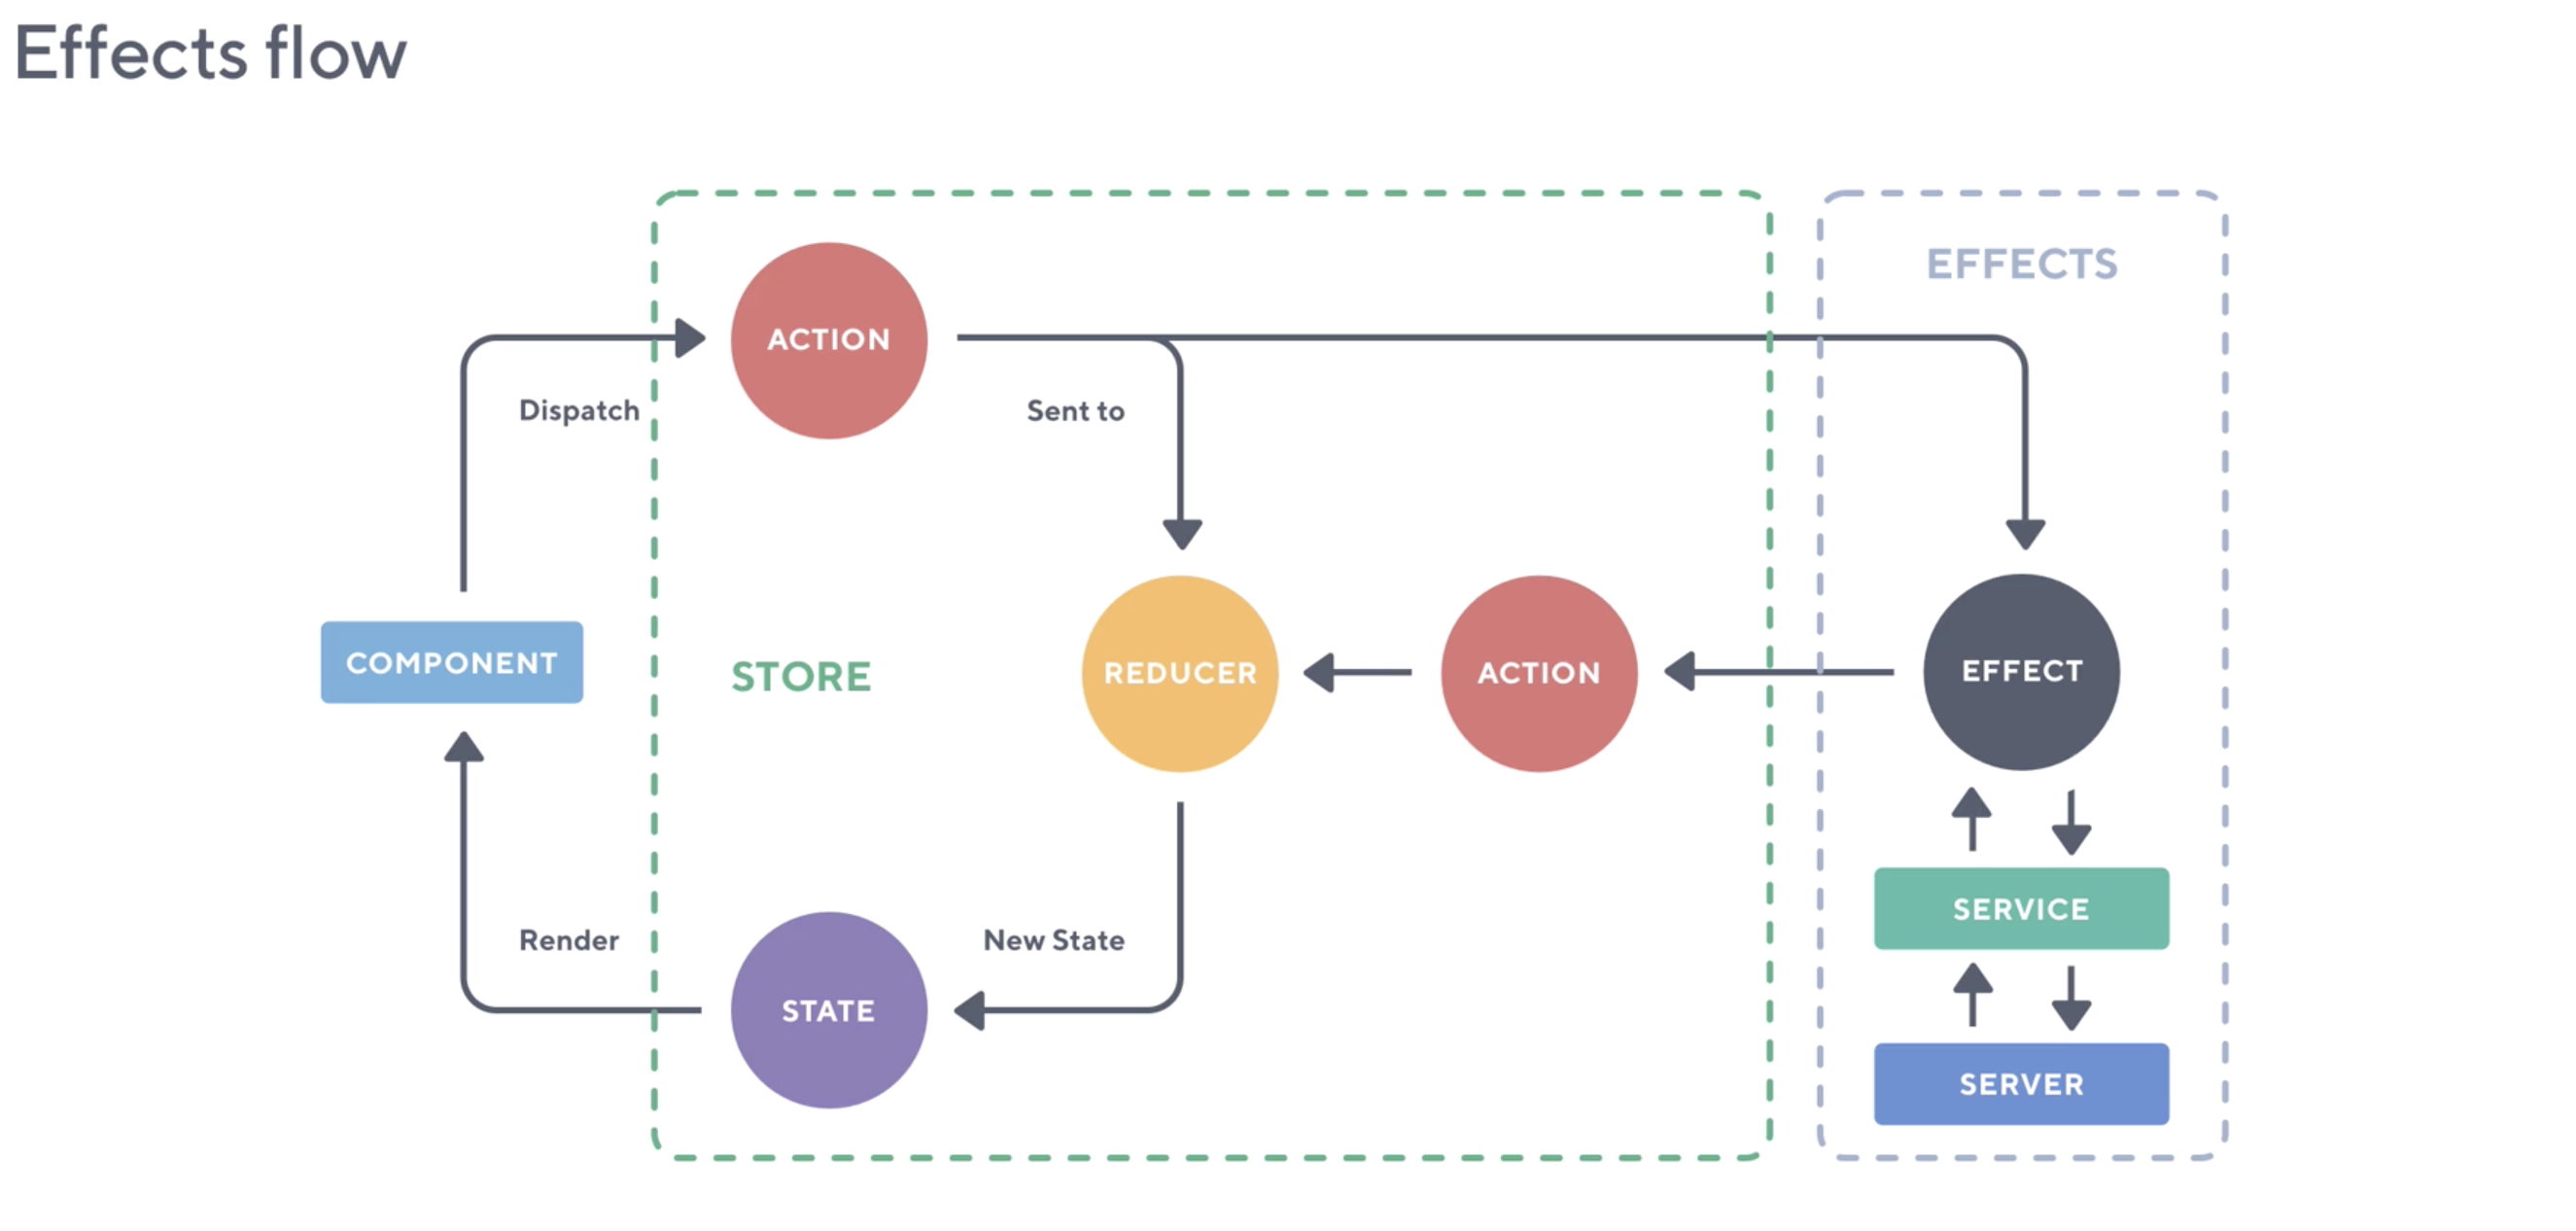 Effects flow
EFFECTS
ACTION
Dispatch
Sent to
COMPONENT
STORE
REDUCER
ACTION
EFFECT
SERVICE
Render
New State
STATE
SERVER